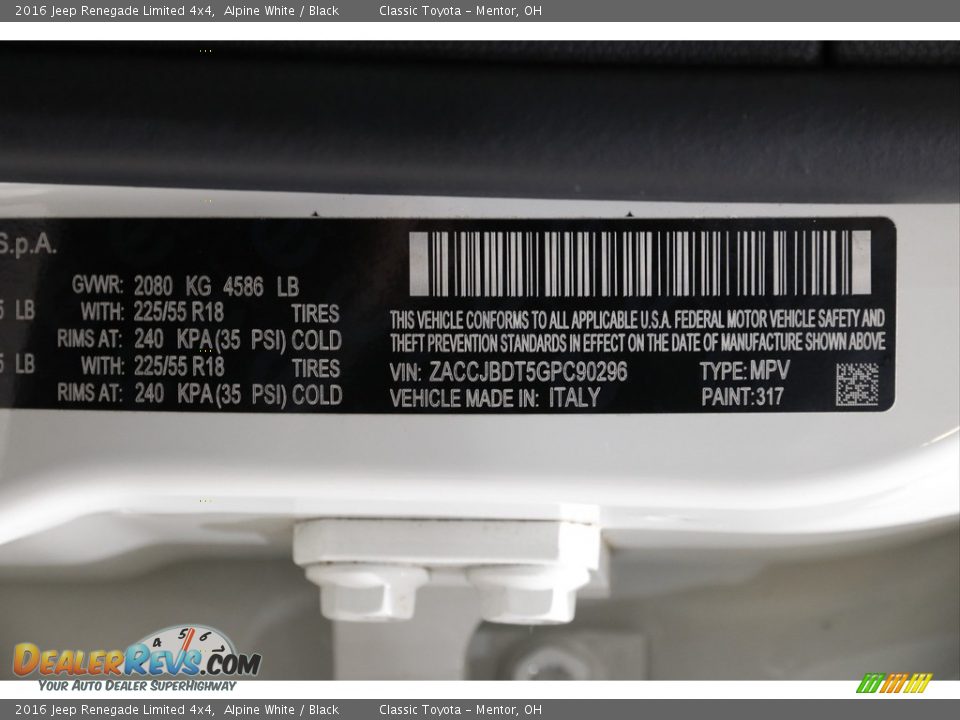 2016 Jeep Renegade Limited 4x4, Alpine White / Black Classic Toyota – Mentor, OH
S.p.A.
GVWR: 2080 KG 4586 LB
LB WITH: 225/55 R18 TIRES
RIMS AT: 240 KPA(35 PSI) COLD
LB WITH: 225/55 R18 TIRES
RIMS AT: 240 KPA(35 PSI) COLD
THIS VEHICLE CONFORMS TO ALL APPLICABLE U.S.A. FEDERAL MOTOR VEHICLE SAFETY AND
THEFT PREVENTION STANDARDS IN EFFECT ON THE DATE OF MANUFACTURE SHOWN ABOVE
VIN: ZACCJBDT5GPC90296 TYPE: MPV
VEHICLE MADE IN: ITALY PAINT: 317
4 5 6
DEALERREVS.COM
YOUR AUTO DEALER SUPERHIGHWAY
2016 Jeep Renegade Limited 4x4, Alpine White / Black Classic Toyota – Mentor, OH